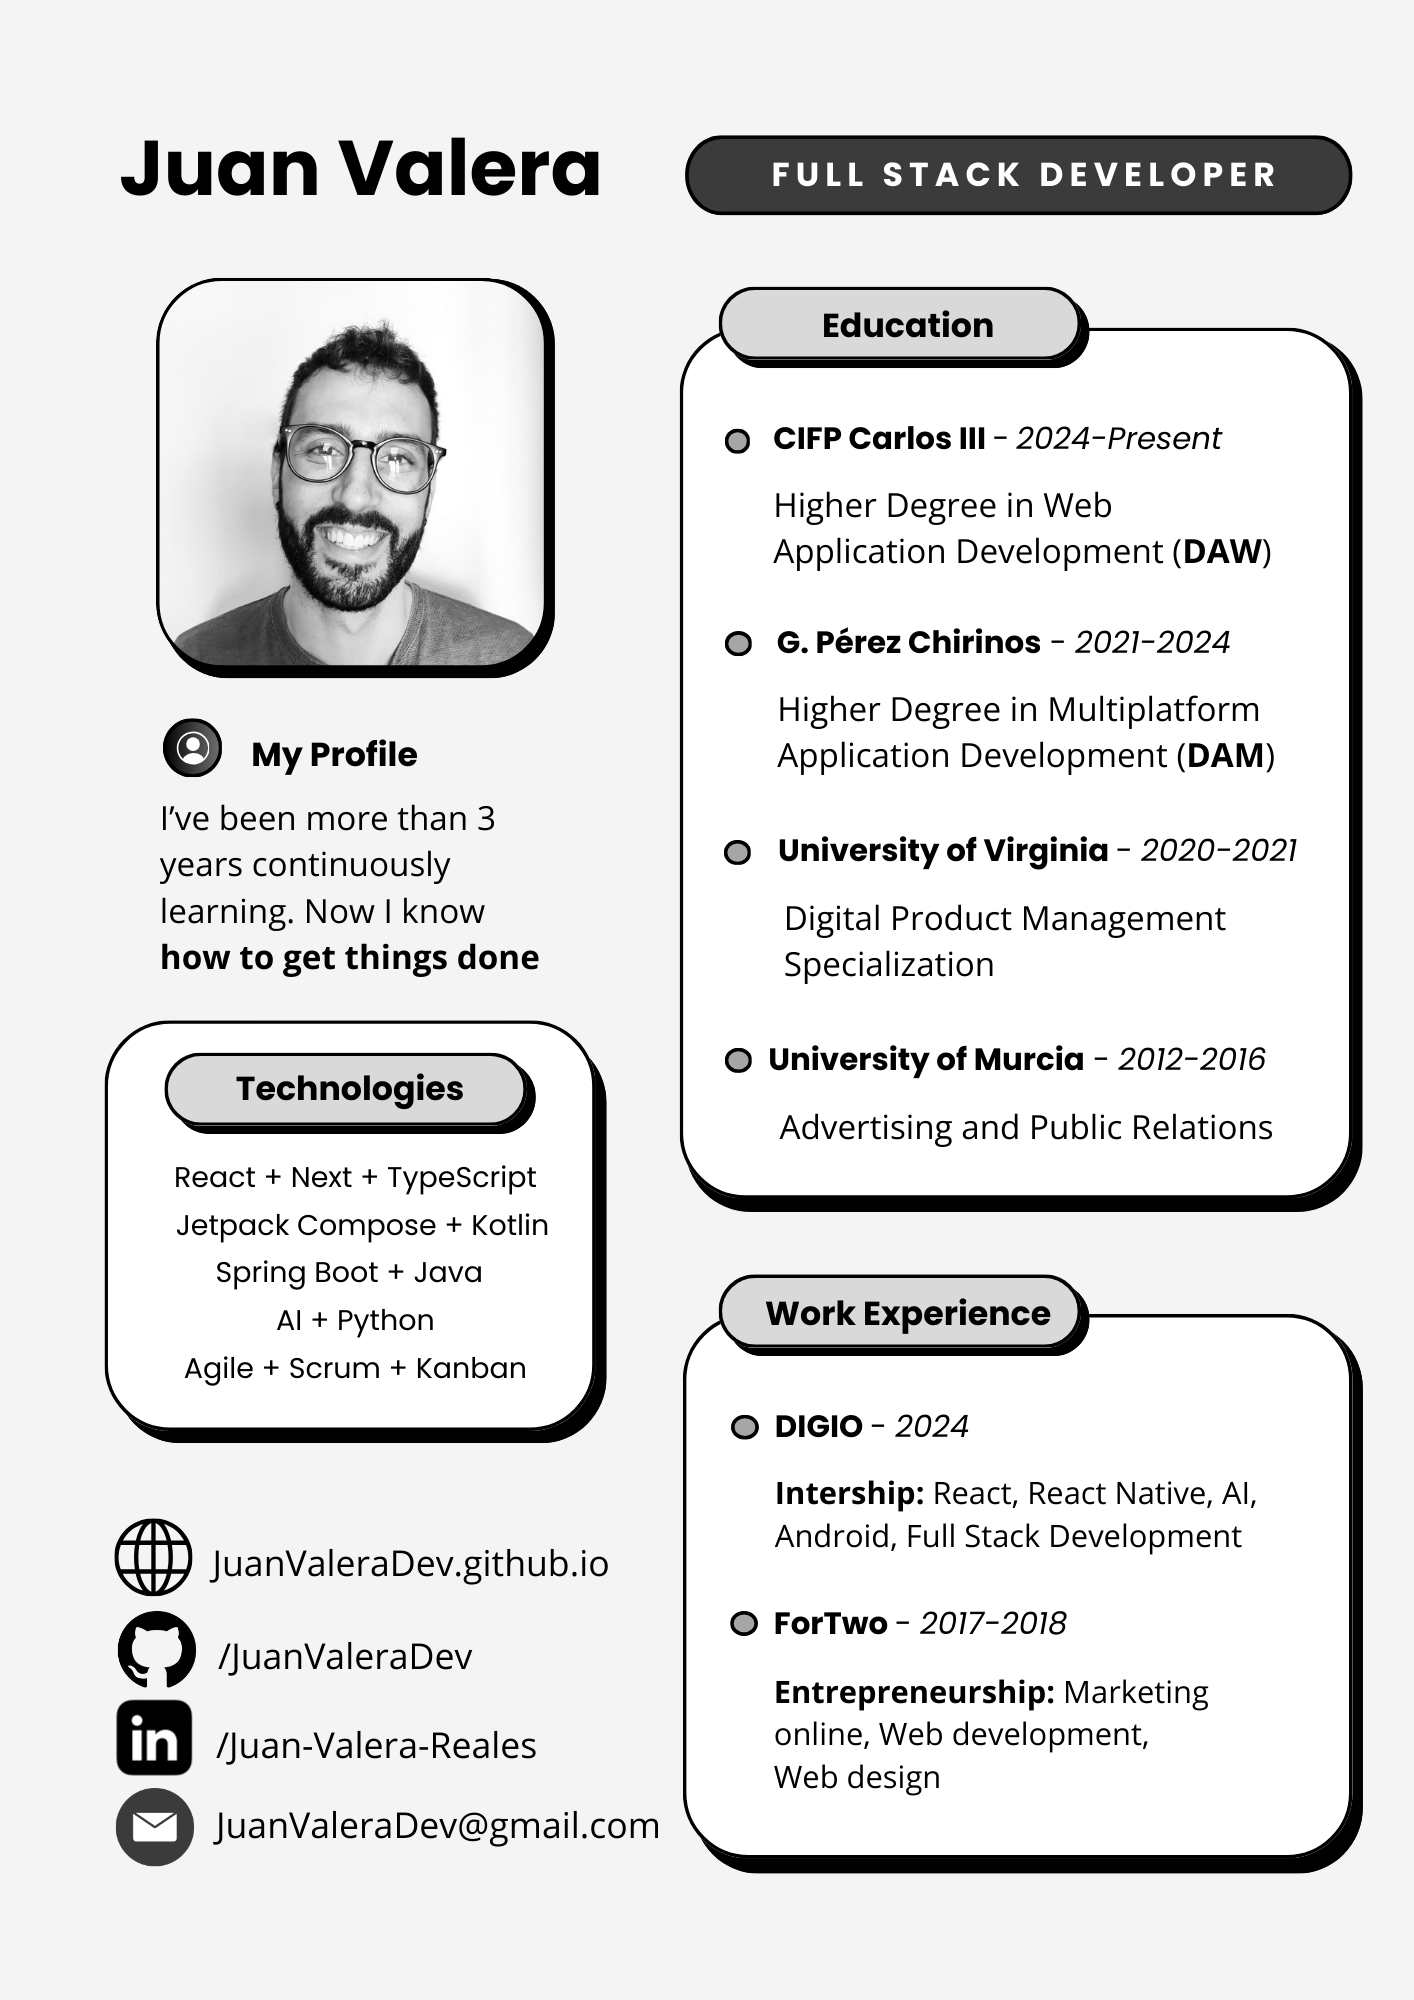 Juan Valera
FULL STACK DEVELOPER
My Profile
I’ve been more than 3
years continuously
learning. Now I know
how to get things done
Technologies
React + Next + TypeScript
Jetpack Compose + Kotlin
Spring Boot + Java
AI + Python
Agile + Scrum + Kanban
JuanValeraDev.github.io
/JuanValeraDev
in
/Juan-Valera-Reales
JuanValeraDev@gmail.com
Education
CIFP Carlos III - 2024-Present
Higher Degree in Web
Application Development (DAW)
G. Pérez Chirinos - 2021-2024
Higher Degree in Multiplatform
Application Development (DAM)
University of Virginia - 2020-2021
Digital Product Management
Specialization
University of Murcia - 2012-2016
Advertising and Public Relations
Work Experience
DIGIO - 2024
Intership: React, React Native, AI,
Android, Full Stack Development
ForTwo - 2017-2018
Entrepreneurship: Marketing
online, Web development,
Web design